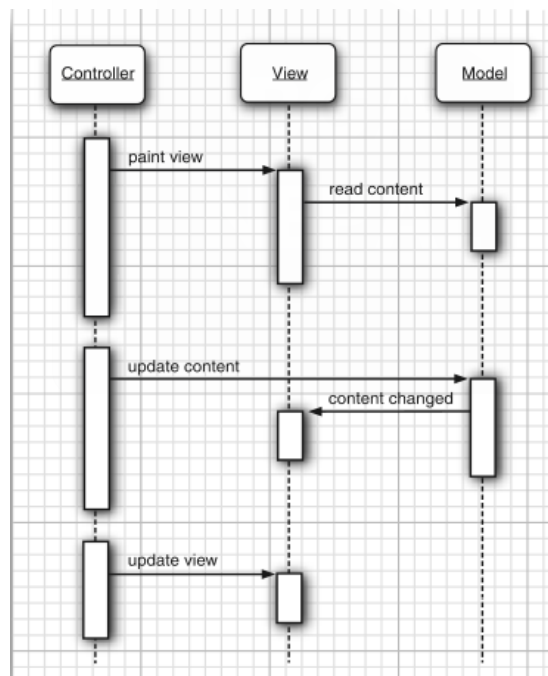 Controller
View
Model
paint view
read content
update content
content changed
update view